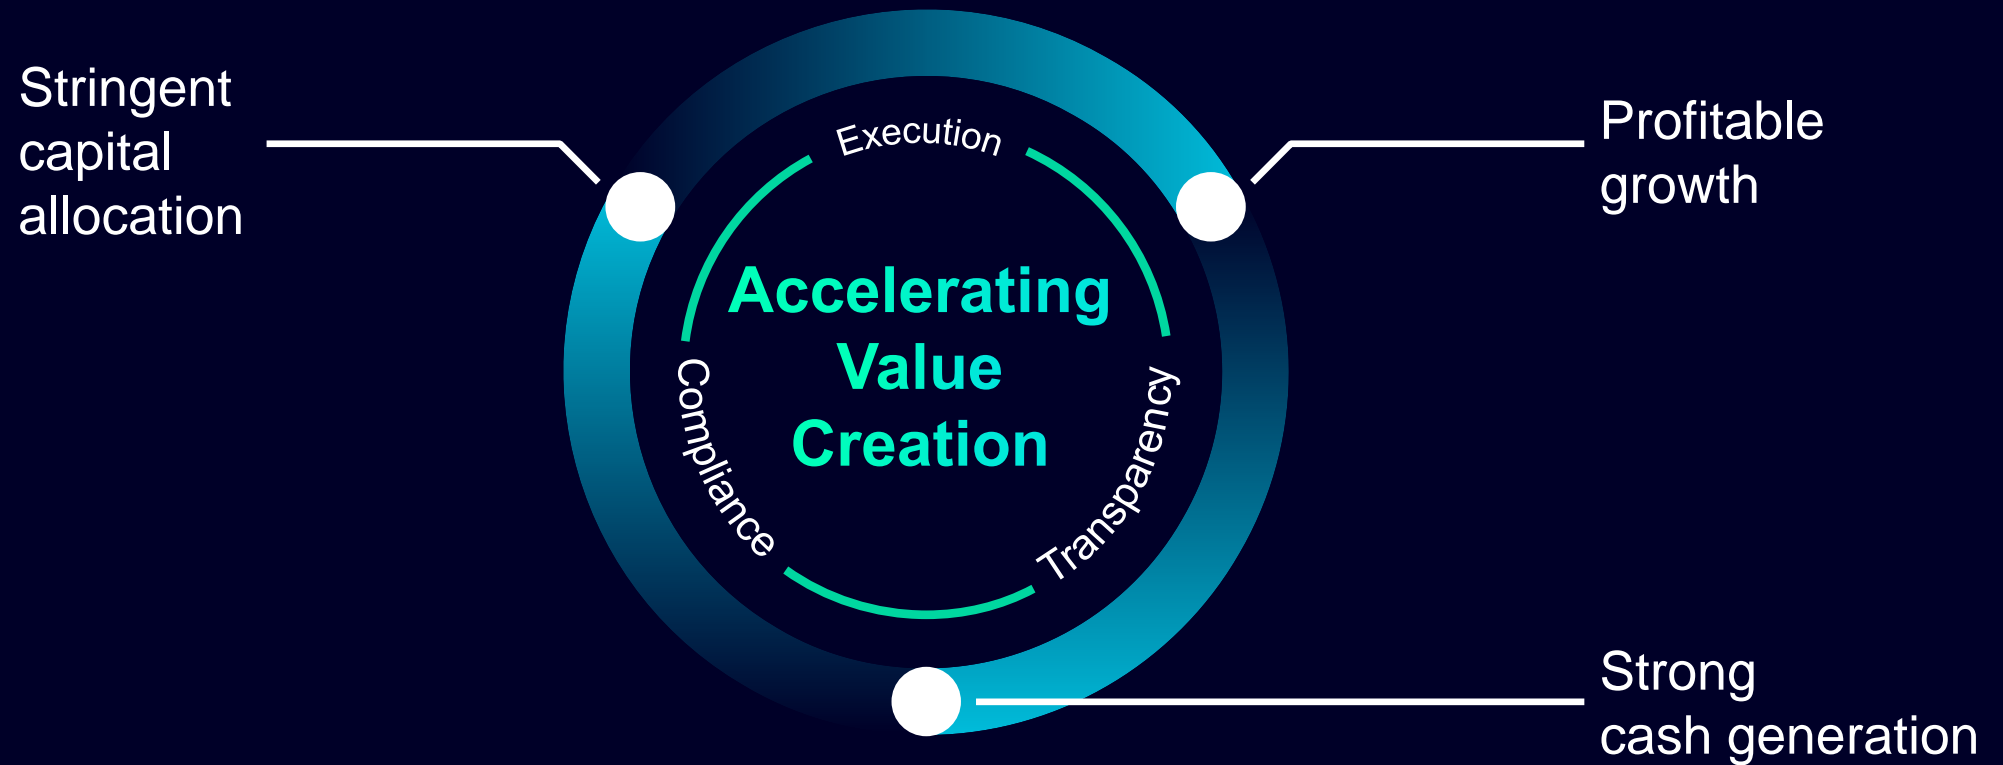 Stringent
capital
allocation
Profitable
growth
Execution
Accelerating
Value
Creation
Compliance
Transparency
Strong
cash generation